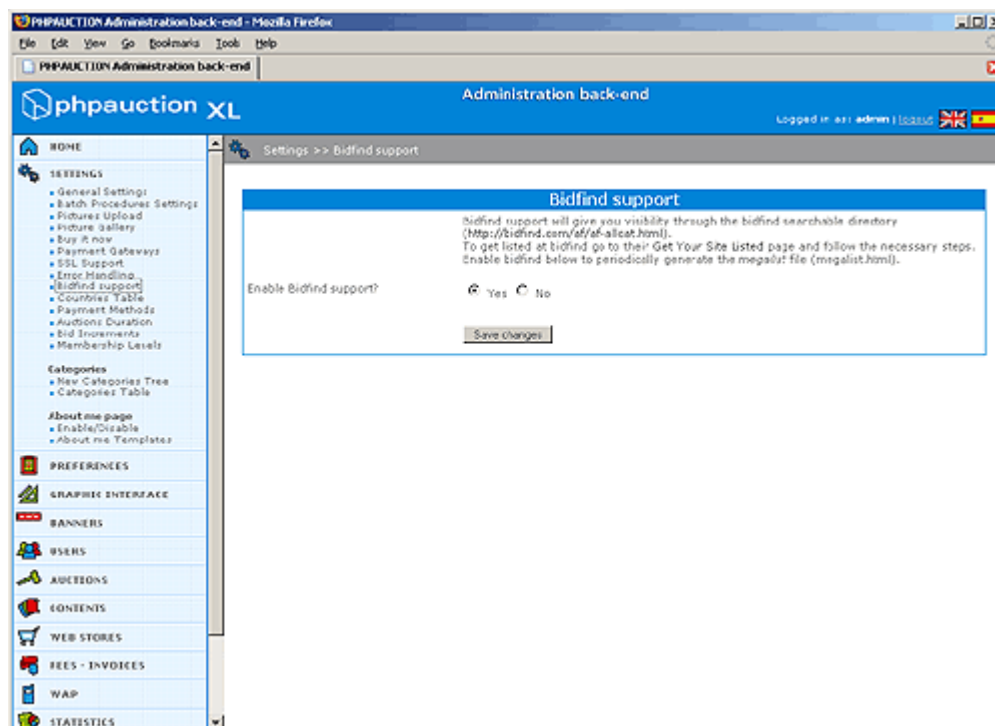 PHPAUCTION Administration back-end - Mozilla Firefox
File Edit View Go Bookmarks Tools Help
PHPAUCTION Administration back-end
phpauction XL
Administration back-end
Logged in as: admin | logout
HOME
Settings >> Bidfind support
SETTINGS
General Settings
Batch Procedures Settings
Pictures Upload
Picture Gallery
Buy it now
Payment Gateways
SSL Support
Error Handling
Bidfind support
Countries Table
Payment Methods
Auctions Duration
Bid Increments
Membership Levels
Categories
New Categories Tree
Categories Table
About me page
Enable/Disable
About me Templates
PREFERENCES
GRAPHIC INTERFACE
BANNERS
USERS
AUCTIONS
CONTENTS
WEB STORES
FEES - INVOICES
WAP
STATISTICS
Bidfind support
Bidfind support will give you visibility through the bidfind searchable directory
(http://bidfind.com/af/af-allcat.html).
To get listed at bidfind go to their Get Your Site Listed page and follow the necessary steps.
Enable bidfind below to periodically generate the megalist file (megalist.html).
Enable Bidfind support?
Yes No
Save changes